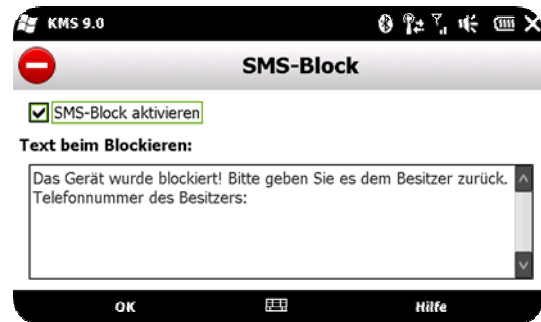 KMS 9.0
SMS-Block
SMS-Block aktivieren
Text beim Blockieren:
Das Gerät wurde blockiert! Bitte geben Sie es dem Besitzer zurück.
Telefonnummer des Besitzers:
OK
Hilfe